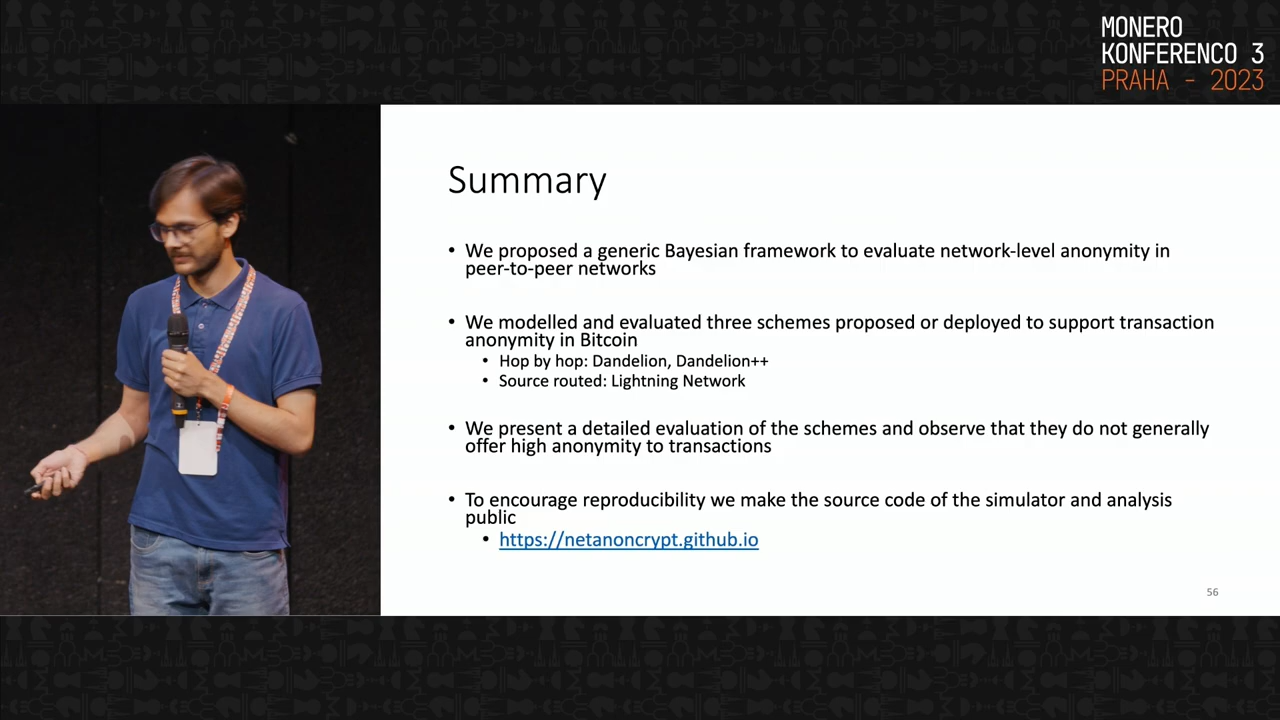 MONERO
KONFERENCO 3
PRAHA - 2023
Summary
• We proposed a generic Bayesian framework to evaluate network-level anonymity in
peer-to-peer networks
• We modelled and evaluated three schemes proposed or deployed to support transaction
anonymity in Bitcoin
• Hop by hop: Dandelion, Dandelion++
• Source routed: Lightning Network
• We present a detailed evaluation of the schemes and observe that they do not generally
offer high anonymity to transactions
• To encourage reproducibility we make the source code of the simulator and analysis
public
• https://netanoncrypt.github.io
56